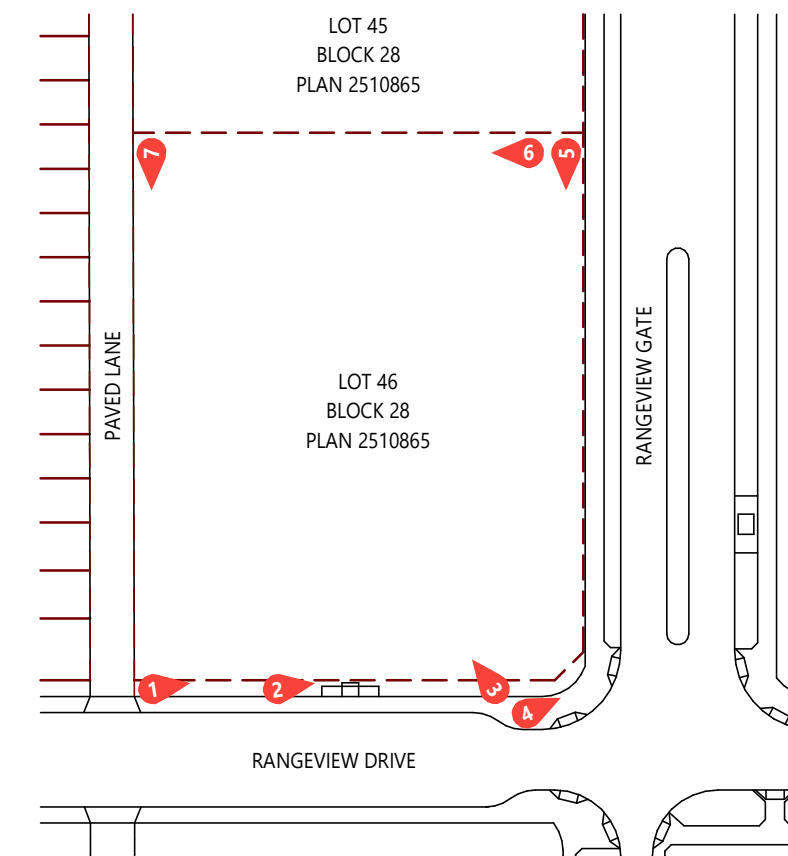 LOT 45
BLOCK 28
PLAN 2510865
7
6
5
PAVED LANE
LOT 46
BLOCK 28
PLAN 2510865
RANGEVIEW GATE
1
2
3
4
RANGEVIEW DRIVE